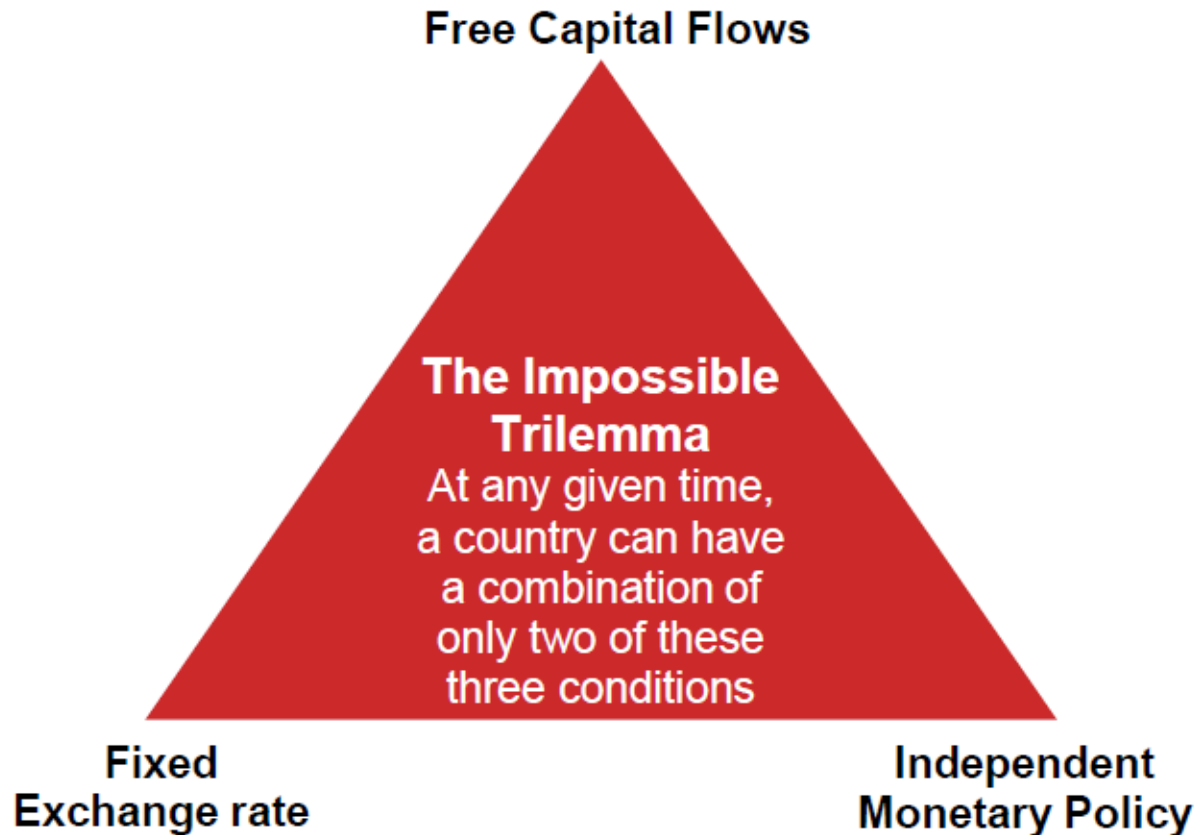 Free Capital Flows
The Impossible
Trilemma
At any given time,
a country can have
a combination of
only two of these
three conditions
Fixed
Exchange rate
Independent
Monetary Policy